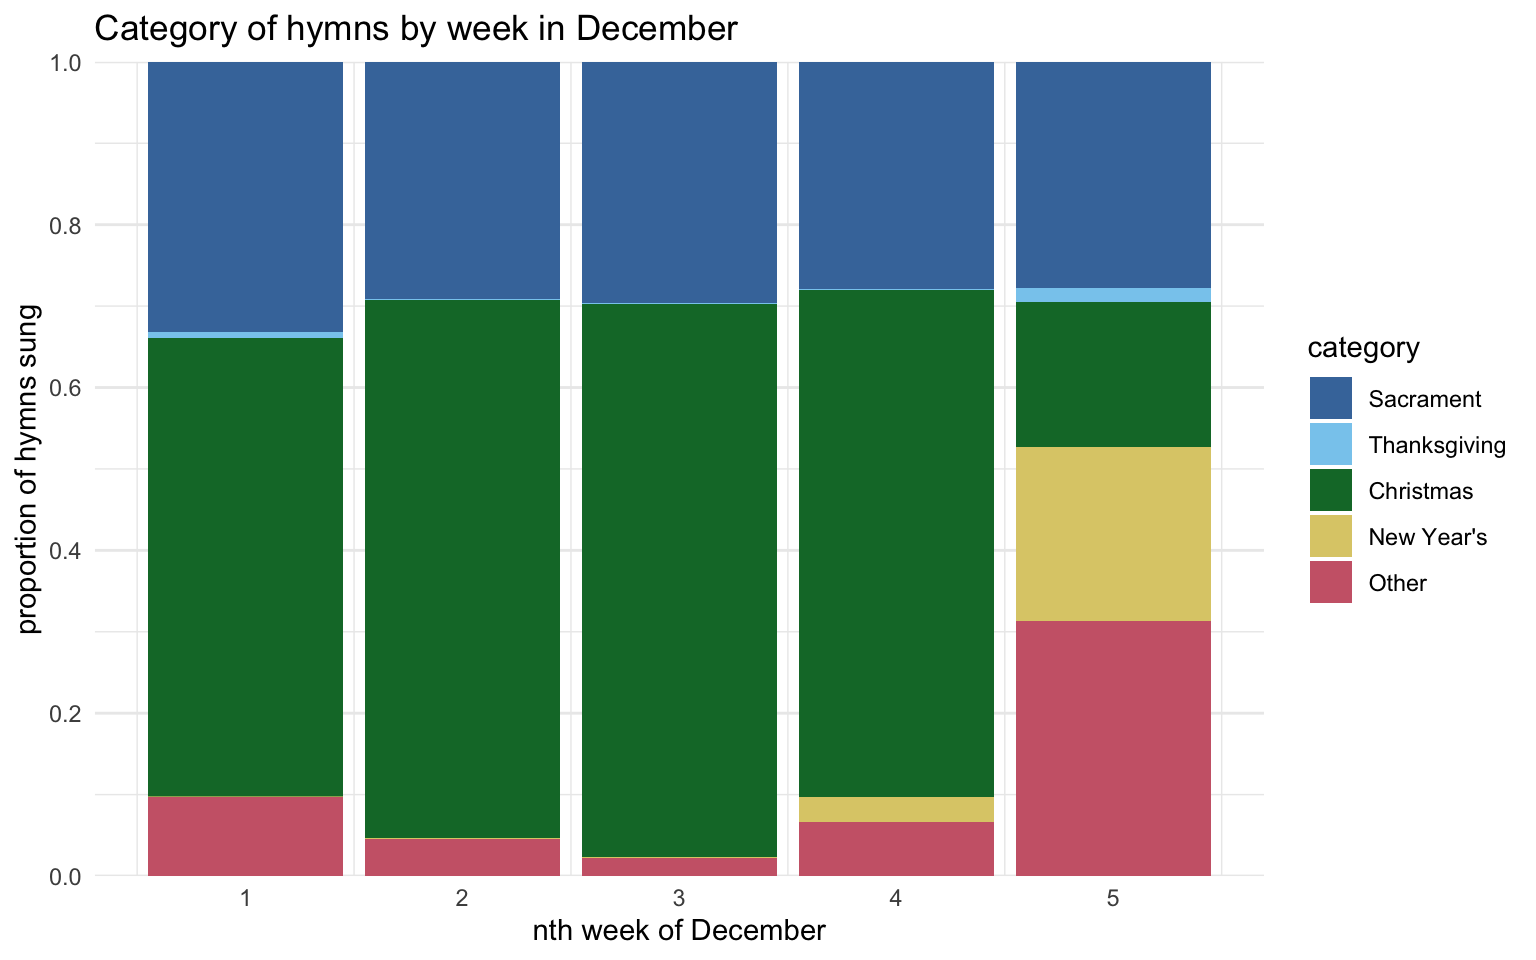 Category of hymns by week in December
proportion of hymns sung
1.0
0.8
0.6
0.4
0.2
0.0
1 2 3 4 5
nth week of December
category
Sacrament
Thanksgiving
Christmas
New Year's
Other